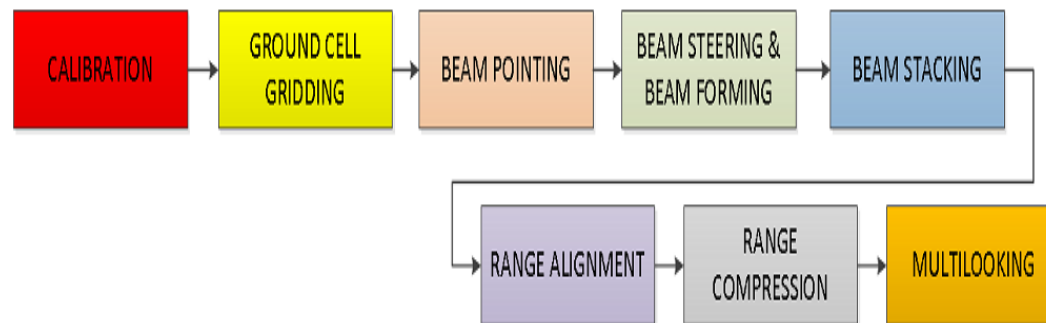 CALIBRATION
GROUND CELL
GRIDDING
BEAM POINTING
BEAM STEERING &
BEAM FORMING
BEAM STACKING
RANGE ALIGNMENT
RANGE
COMPRESSION
MULTILOOKING